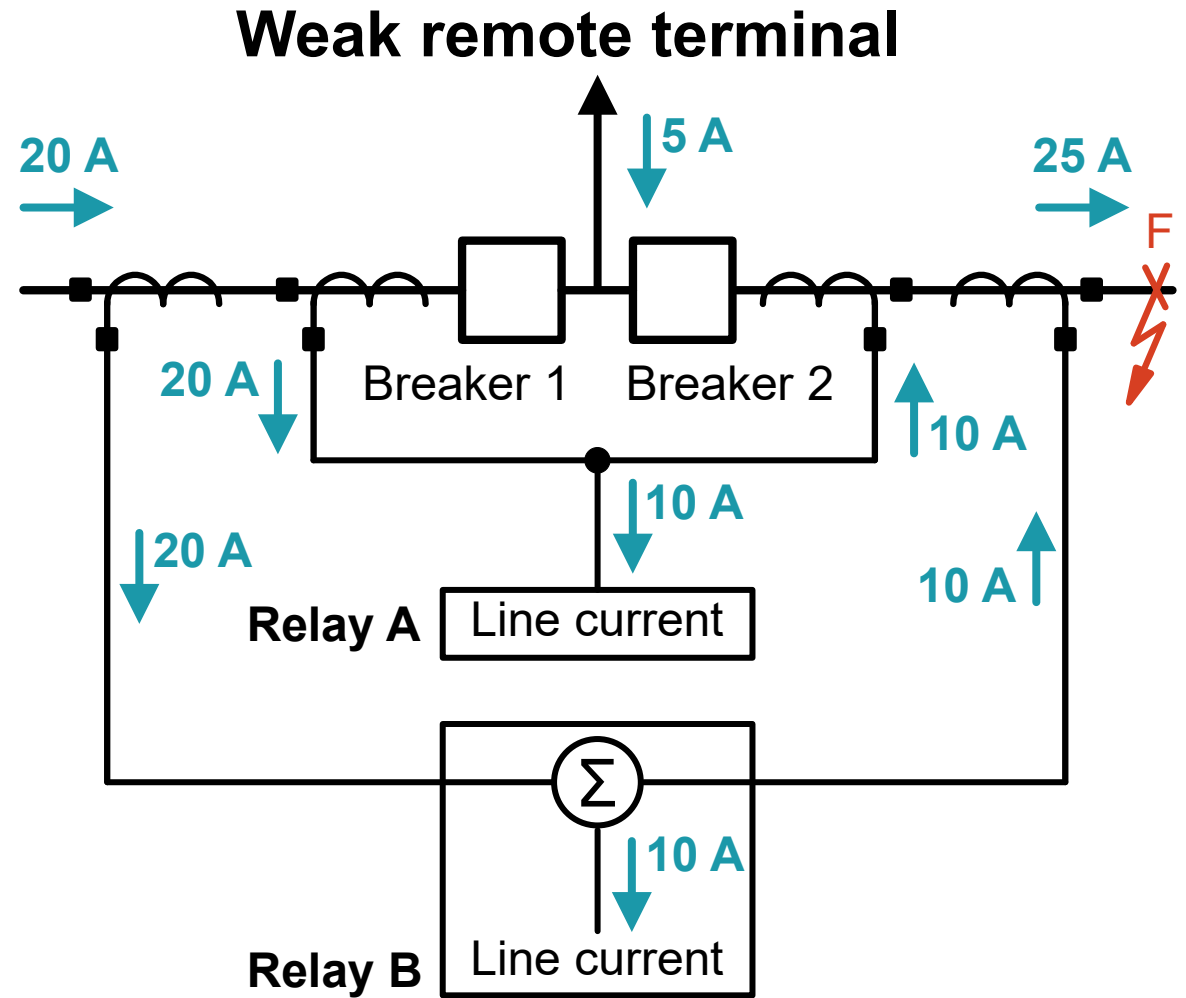 Weak remote terminal
5 A
20 A
25 A
F
Breaker 1
Breaker 2
20 A
10 A
10 A
20 A
10 A
Relay A
Line current
Σ
10 A
Relay B
Line current